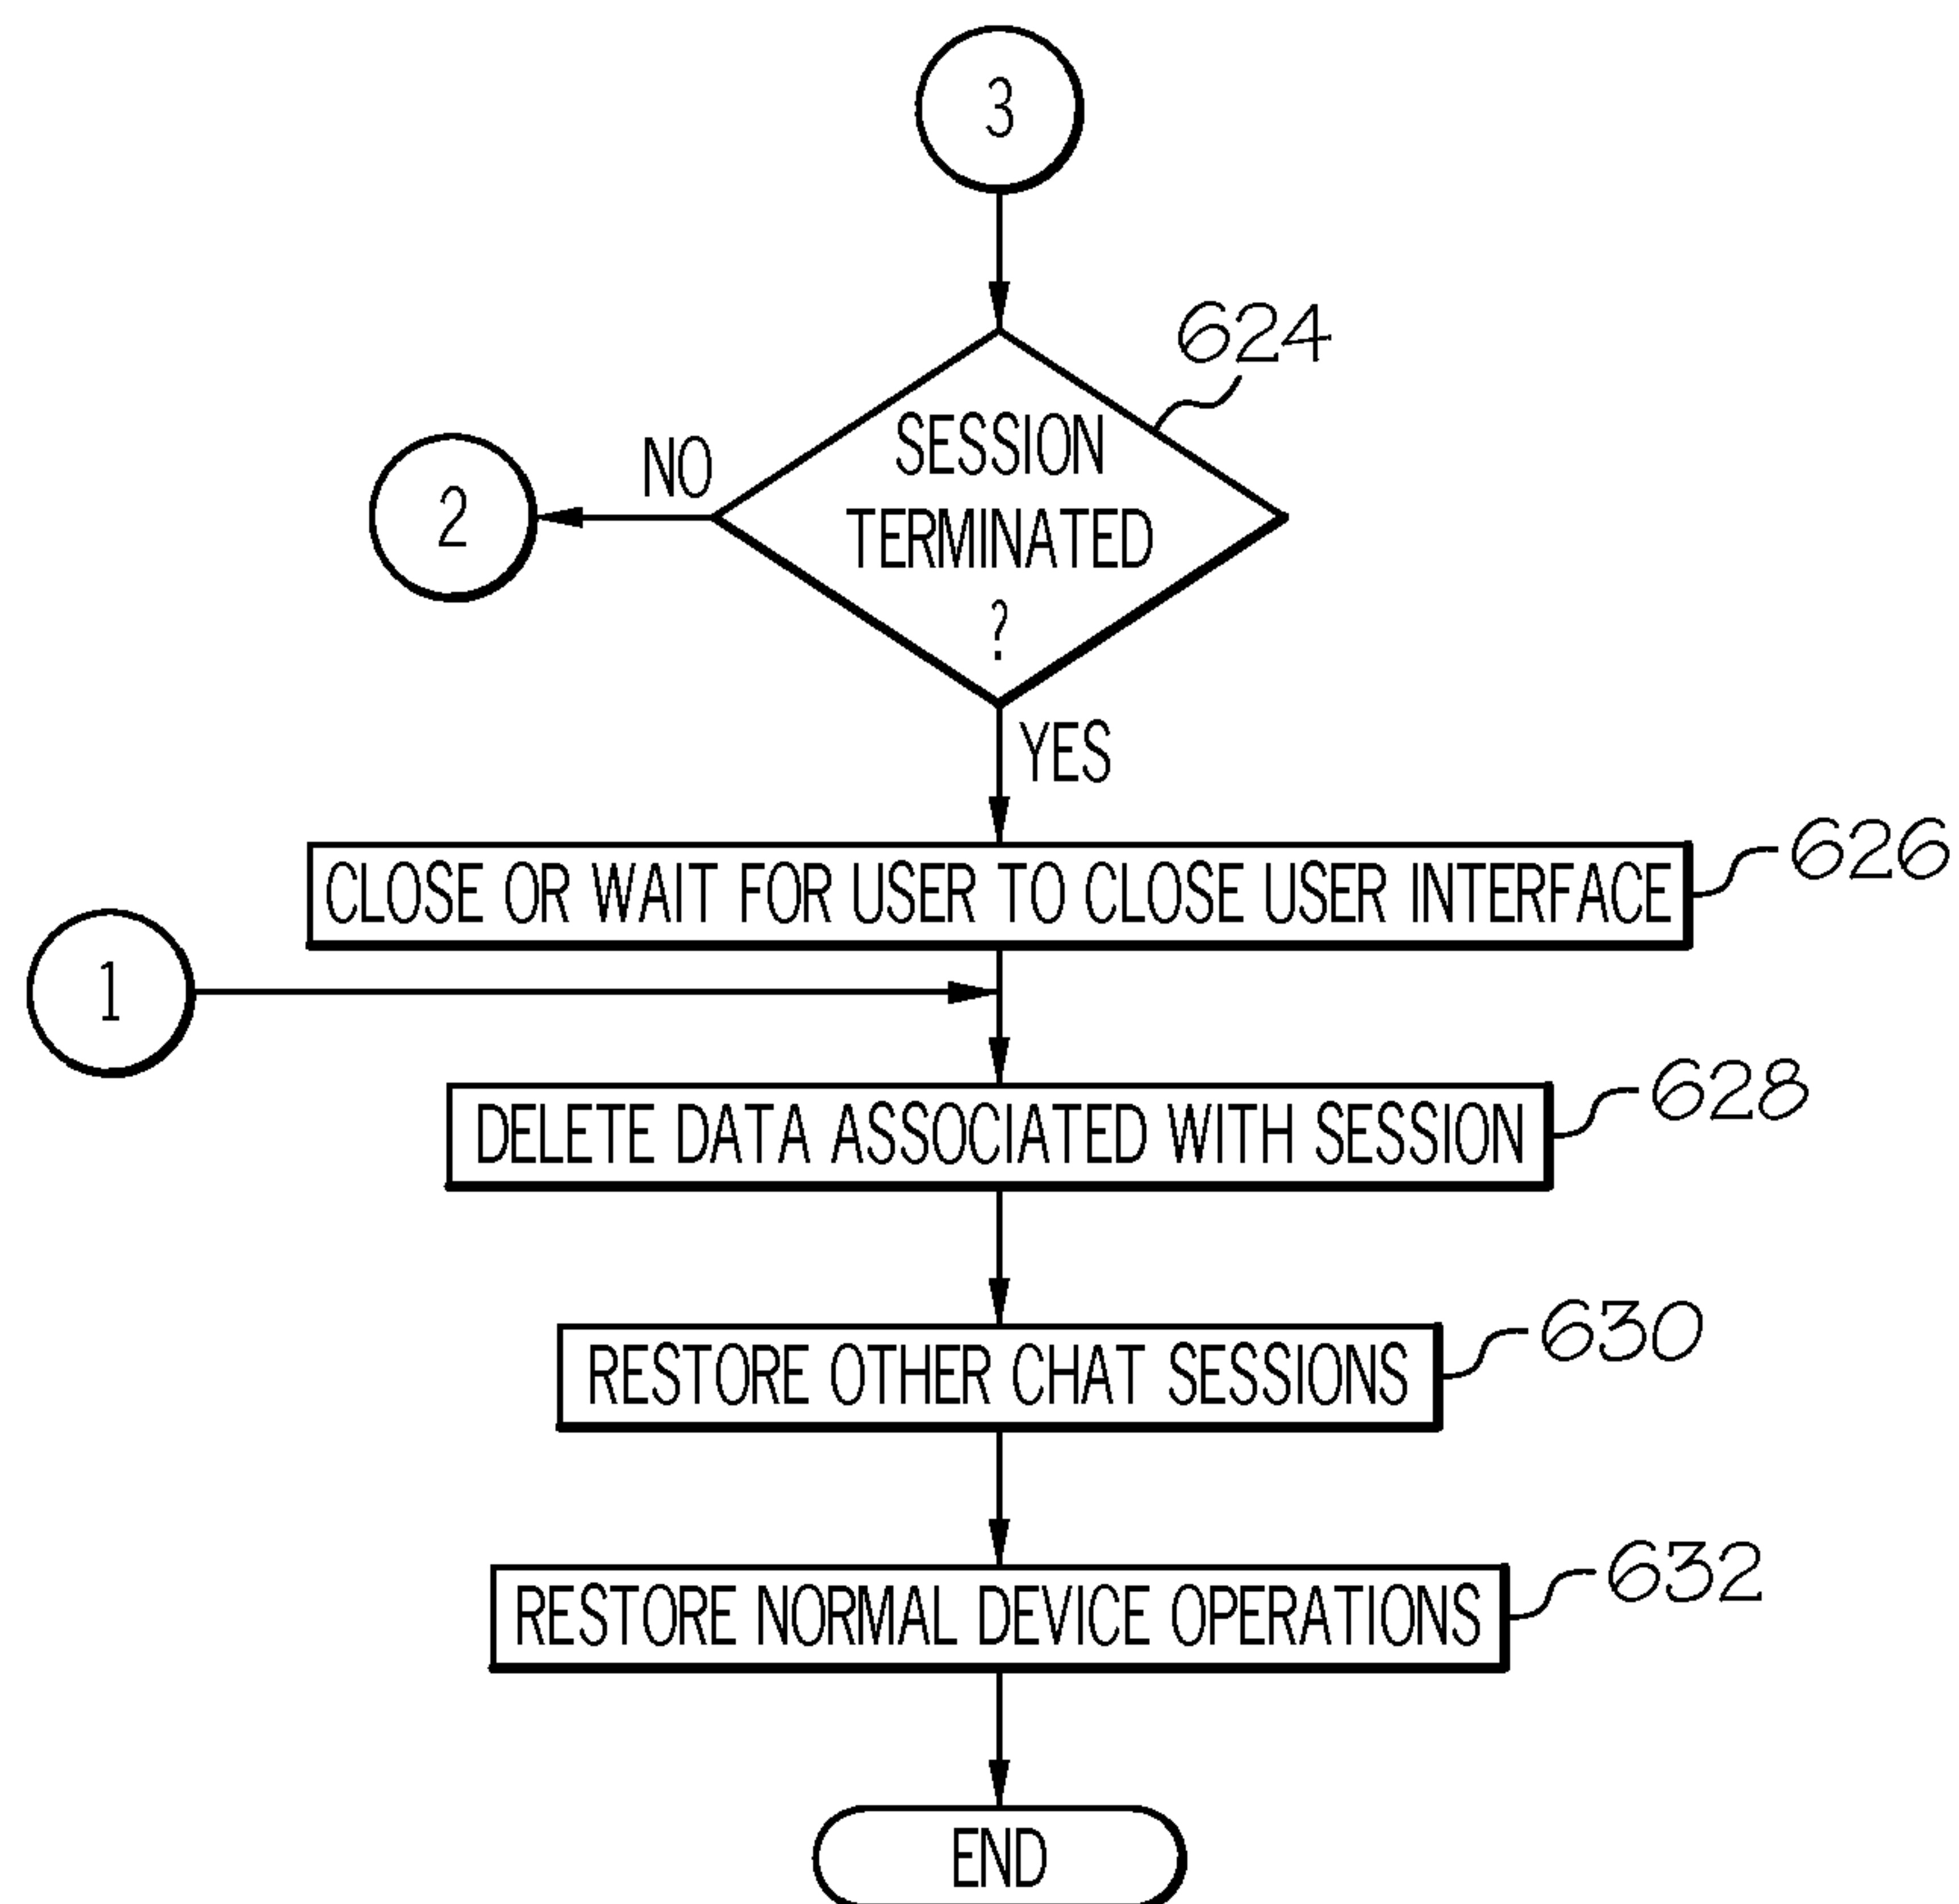 3
624
SESSION
TERMINATED
?
NO
2
YES
CLOSE OR WAIT FOR USER TO CLOSE USER INTERFACE
626
1
DELETE DATA ASSOCIATED WITH SESSION
628
RESTORE OTHER CHAT SESSIONS
630
RESTORE NORMAL DEVICE OPERATIONS
632
END